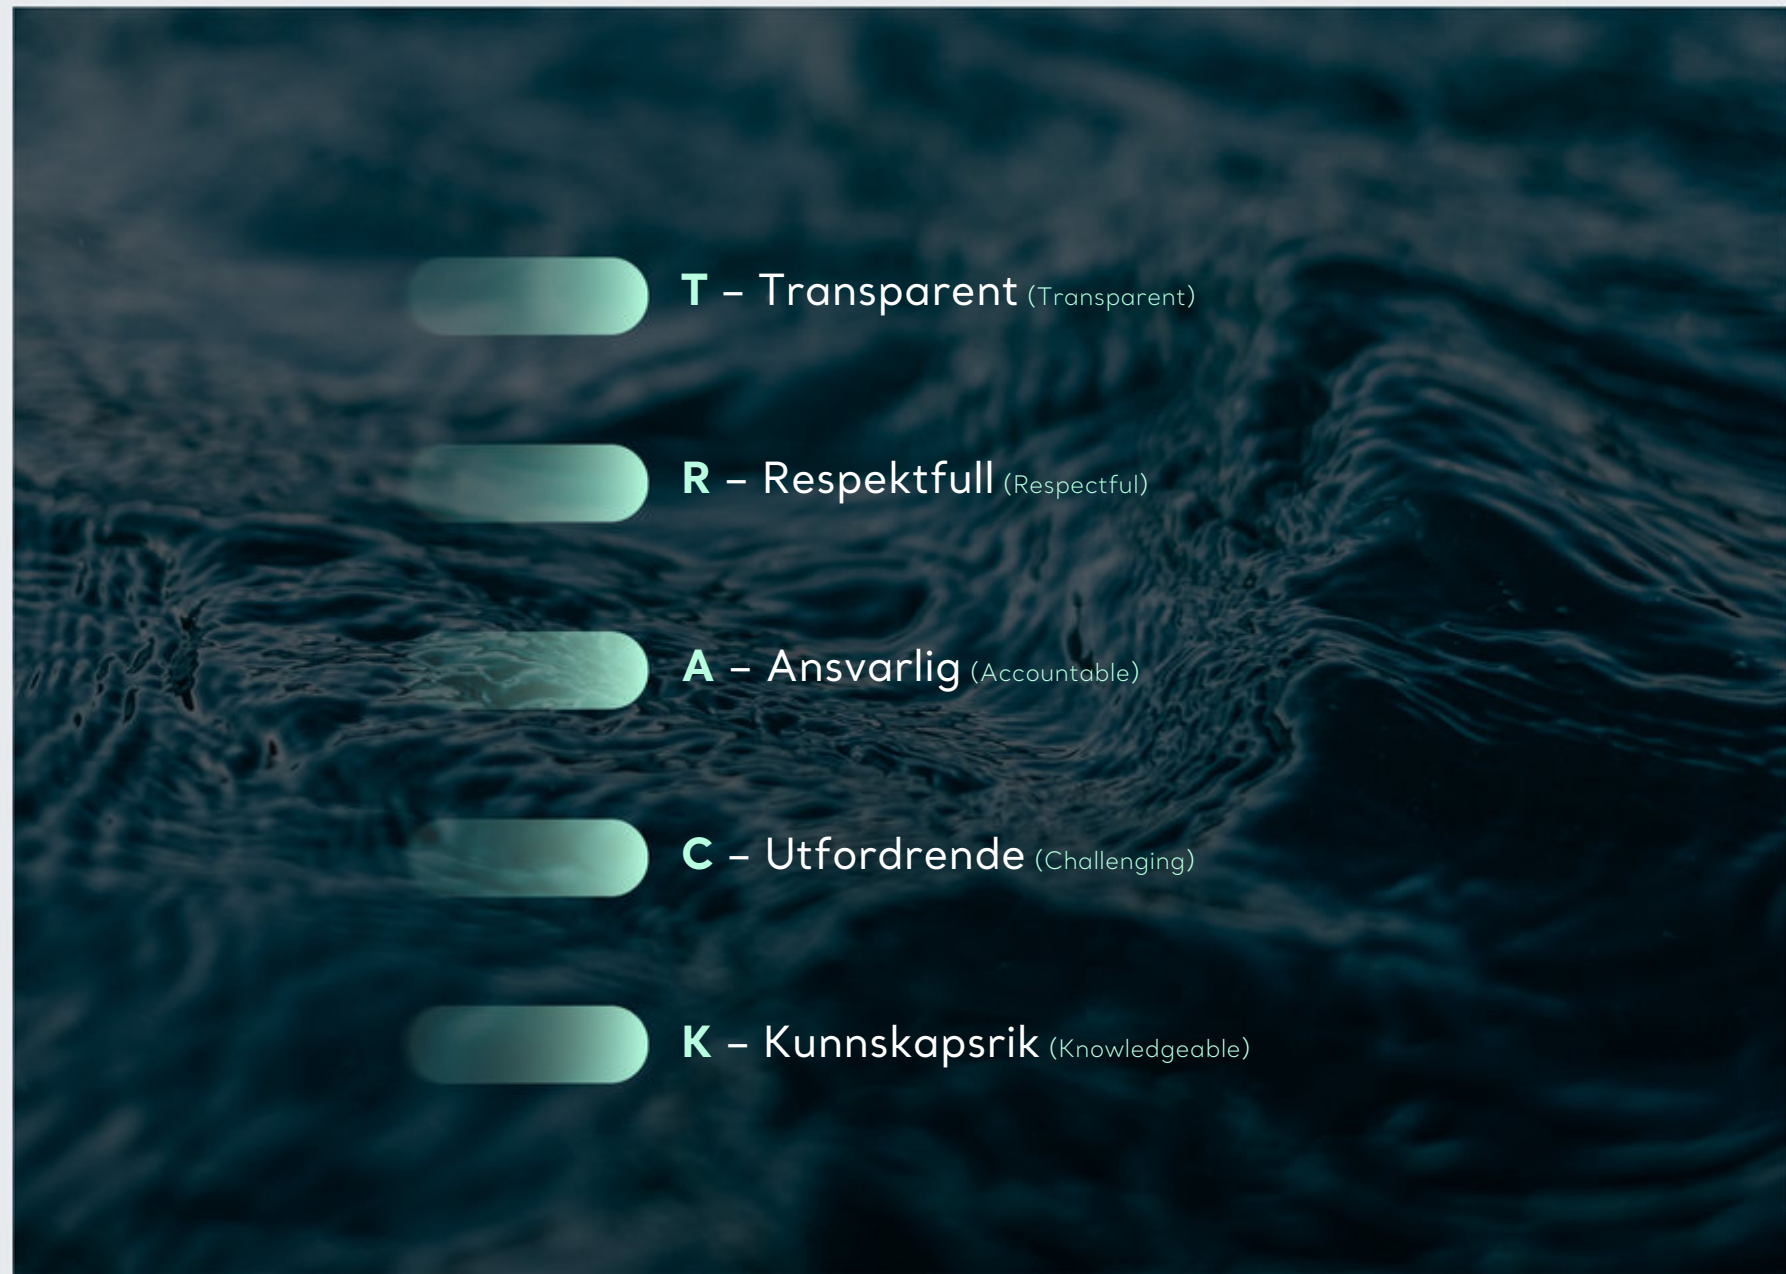 T – Transparent (Transparent)
R – Respektfull (Respectful)
A – Ansvarlig (Accountable)
C – Utfordrende (Challenging)
K – Kunnskapsrik (Knowledgeable)